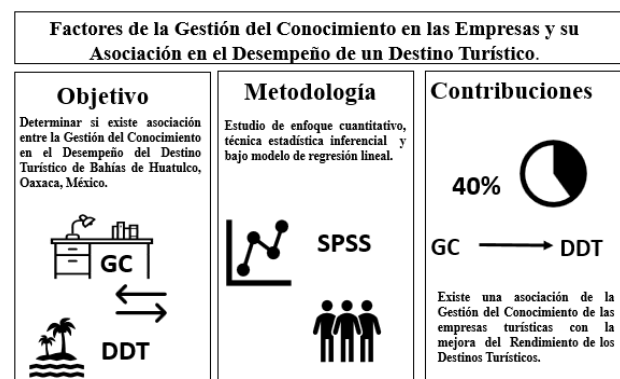 Factores de la Gestión del Conocimiento en las Empresas y su
Asociación en el Desempeño de un Destino Turístico.
Objetivo
Determinar si existe asociación
entre la Gestión del Conocimiento
en el Desempeño del Destino
Turístico de Bahías de Huatulco,
Oaxaca, México.
GC
DDT
Metodología
Estudio de enfoque cuantitativo,
técnica estadística inferencial y
bajo modelo de regresión lineal.
SPSS
Contribuciones
40%
GC DDT
Existe una asociación de la
Gestión del Conocimiento de las
empresas turísticas con la
mejora del Rendimiento de los
Destinos Turísticos.